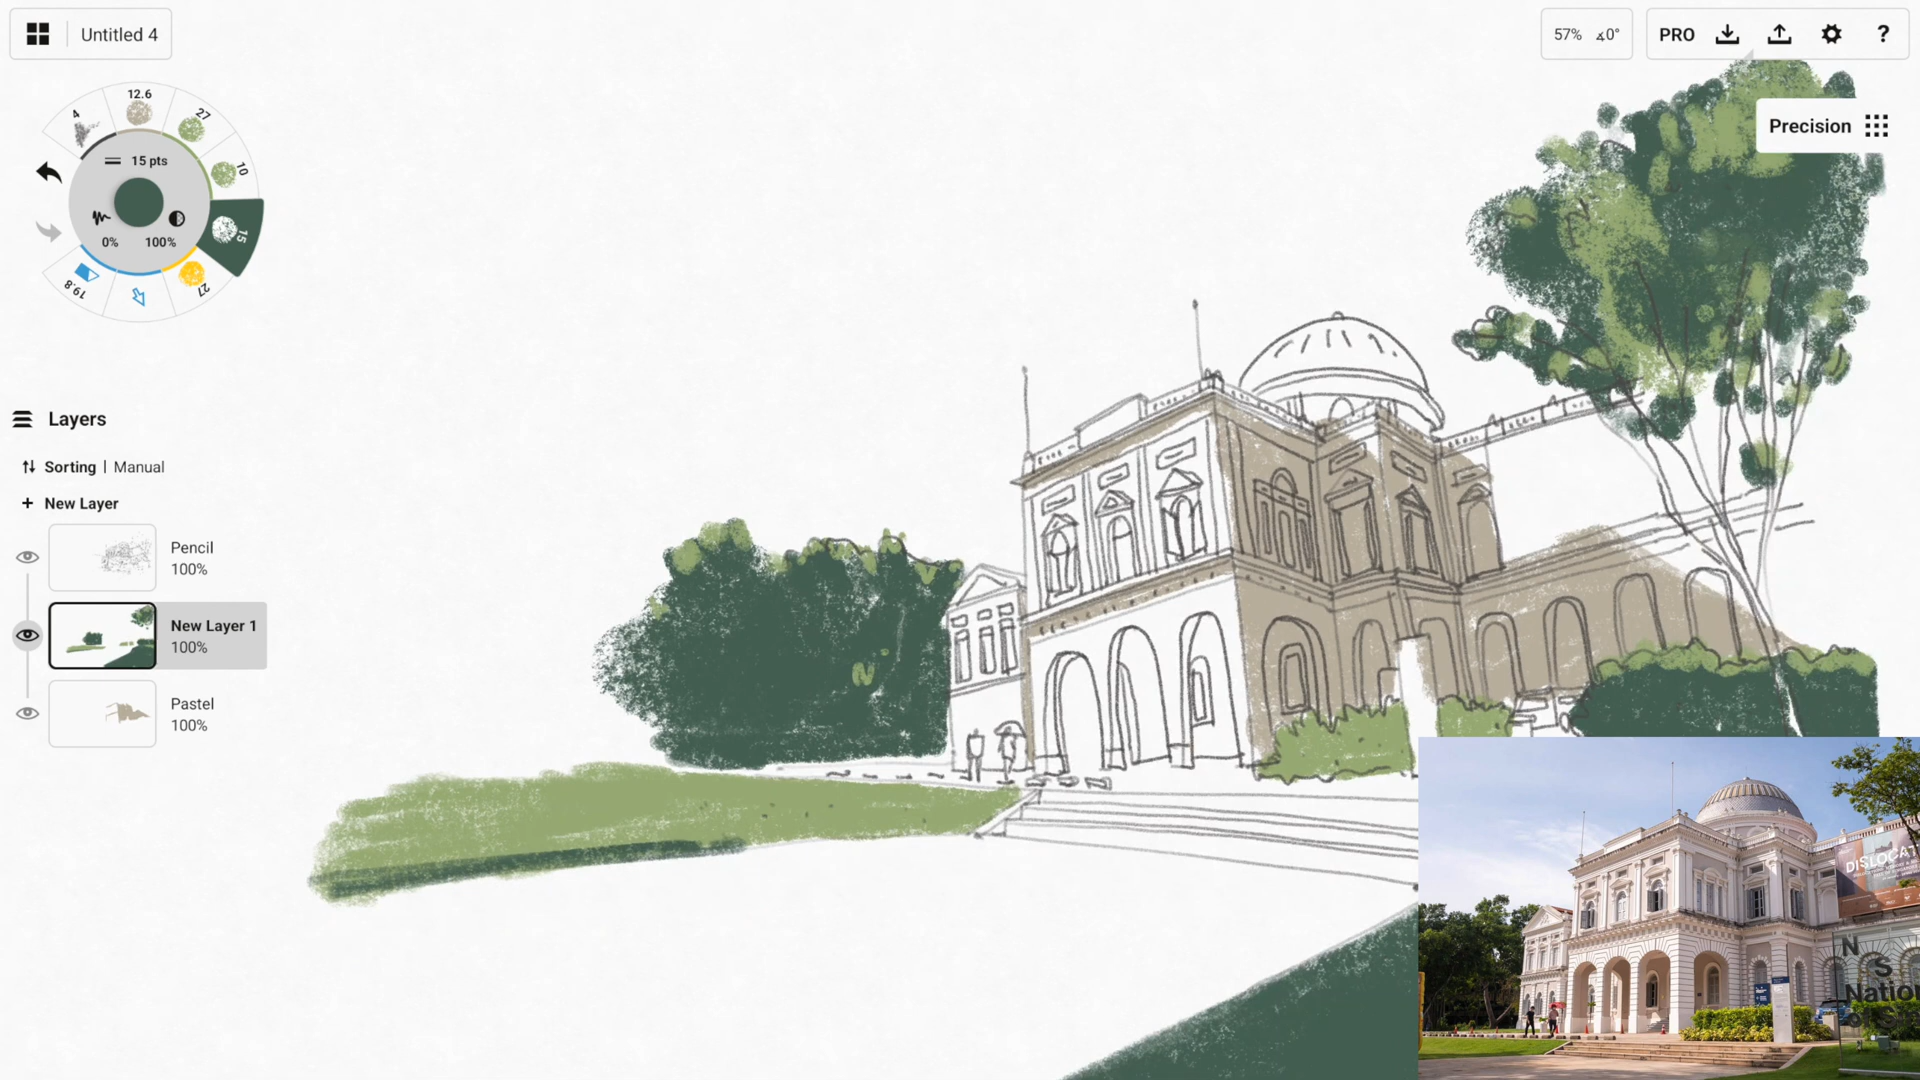 Untitled 4
57% ∡0°
PRO
?
Precision
4
12.6
27
10
15
27
19.8
15 pts
0%
100%
Layers
Sorting | Manual
+ New Layer
Pencil
100%
New Layer 1
100%
Pastel
100%
DISLOCAT
N
S
Nation